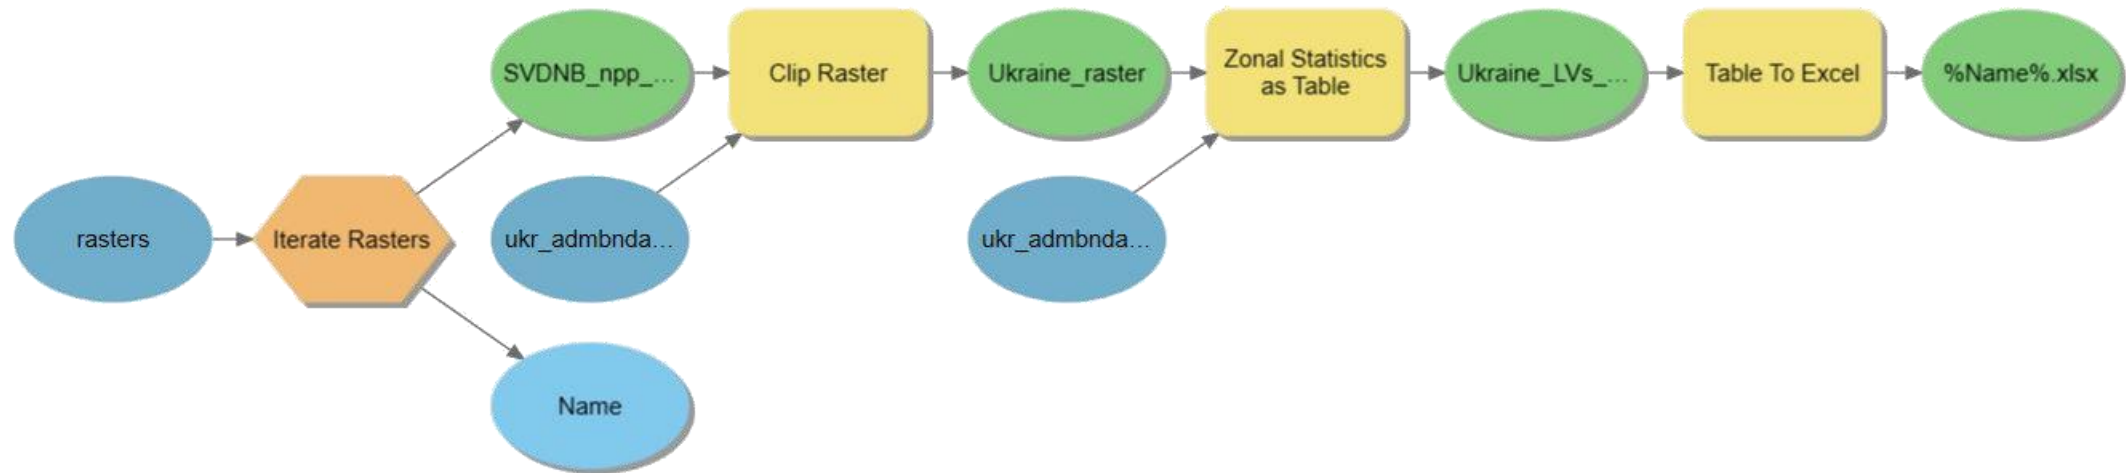 SVDNB_npp_...
Clip Raster
Ukraine_raster
Zonal Statistics
as Table
Ukraine_LVs_...
Table To Excel
%Name%.xlsx
rasters
Iterate Rasters
ukr_admbnda...
ukr_admbnda...
Name